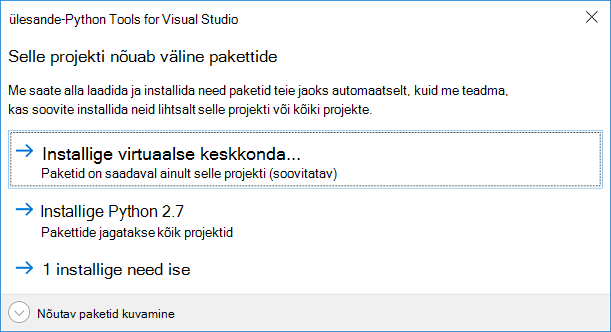 ülesande-Python Tools for Visual Studio
Selle projekti nõuab väline pakettide
Me saate alla laadida ja installida need paketid teie jaoks automaatselt, kuid me teadma,
kas soovite installida neid lihtsalt selle projekti või kõiki projekte.
Installige virtuaalse keskkonda...
Paketid on saadaval ainult selle projekti (soovitatav)
Installige Python 2.7
Pakettide jagatakse kõik projektid
1 installige need ise
Nõutav paketid kuvamine